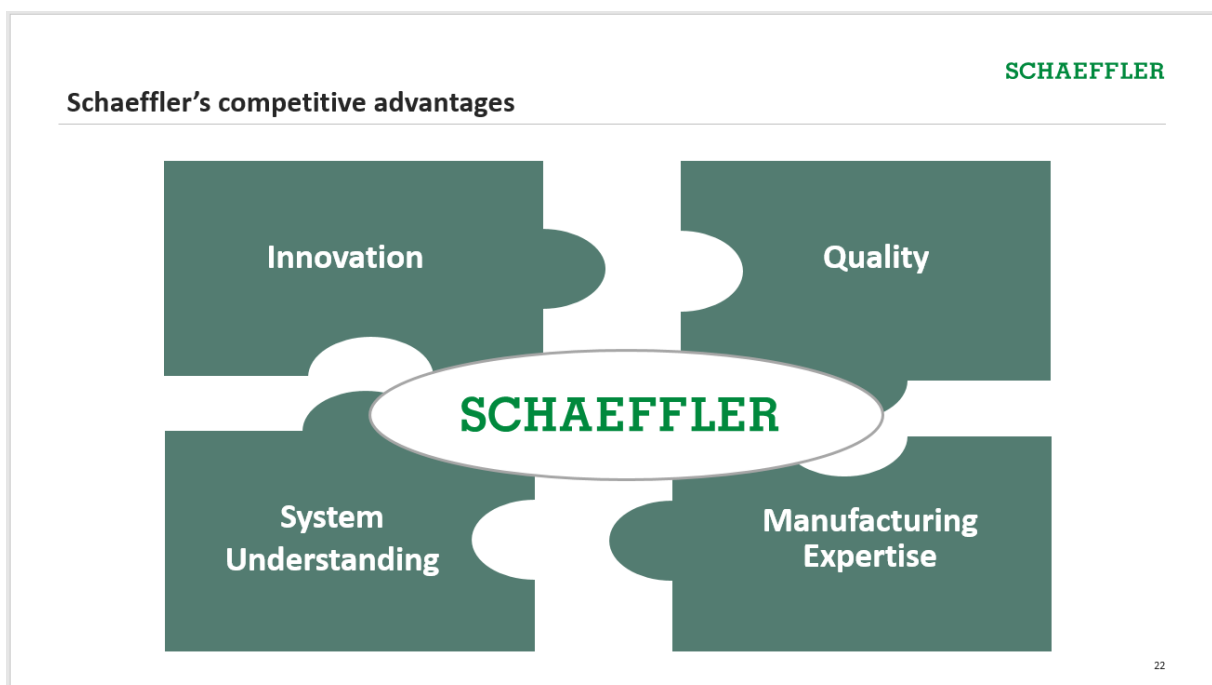 SCHAEFFLER
Schaeffler’s competitive advantages
Innovation
Quality
SCHAEFFLER
System
Understanding
Manufacturing
Expertise
22